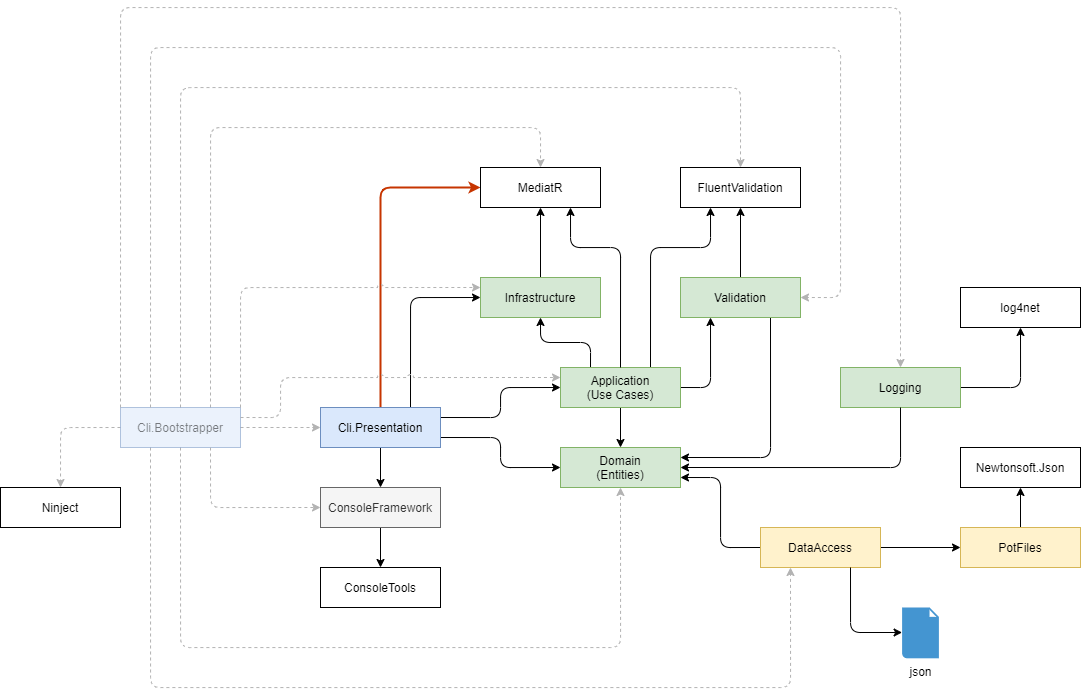 MediatR
FluentValidation
Infrastructure
Validation
log4net
Application
(Use Cases)
Logging
Cli.Bootstrapper
Cli.Presentation
Domain
(Entities)
Newtonsoft.Json
Ninject
ConsoleFramework
DataAccess
PotFiles
ConsoleTools
json